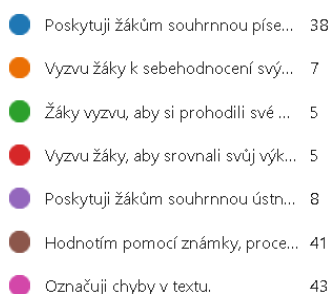 Poskytuji žákům souhrnnou píse... 38
Vyzvu žáky k sebehodnocení svý... 7
Žáky vyzvu, aby si prohodili své ... 5
Vyzvu žáky, aby srovnali svůj výk... 5
Poskytuji žákům souhrnnou ústn... 8
Hodnotím pomocí známky, proce... 41
Označuji chyby v textu. 43